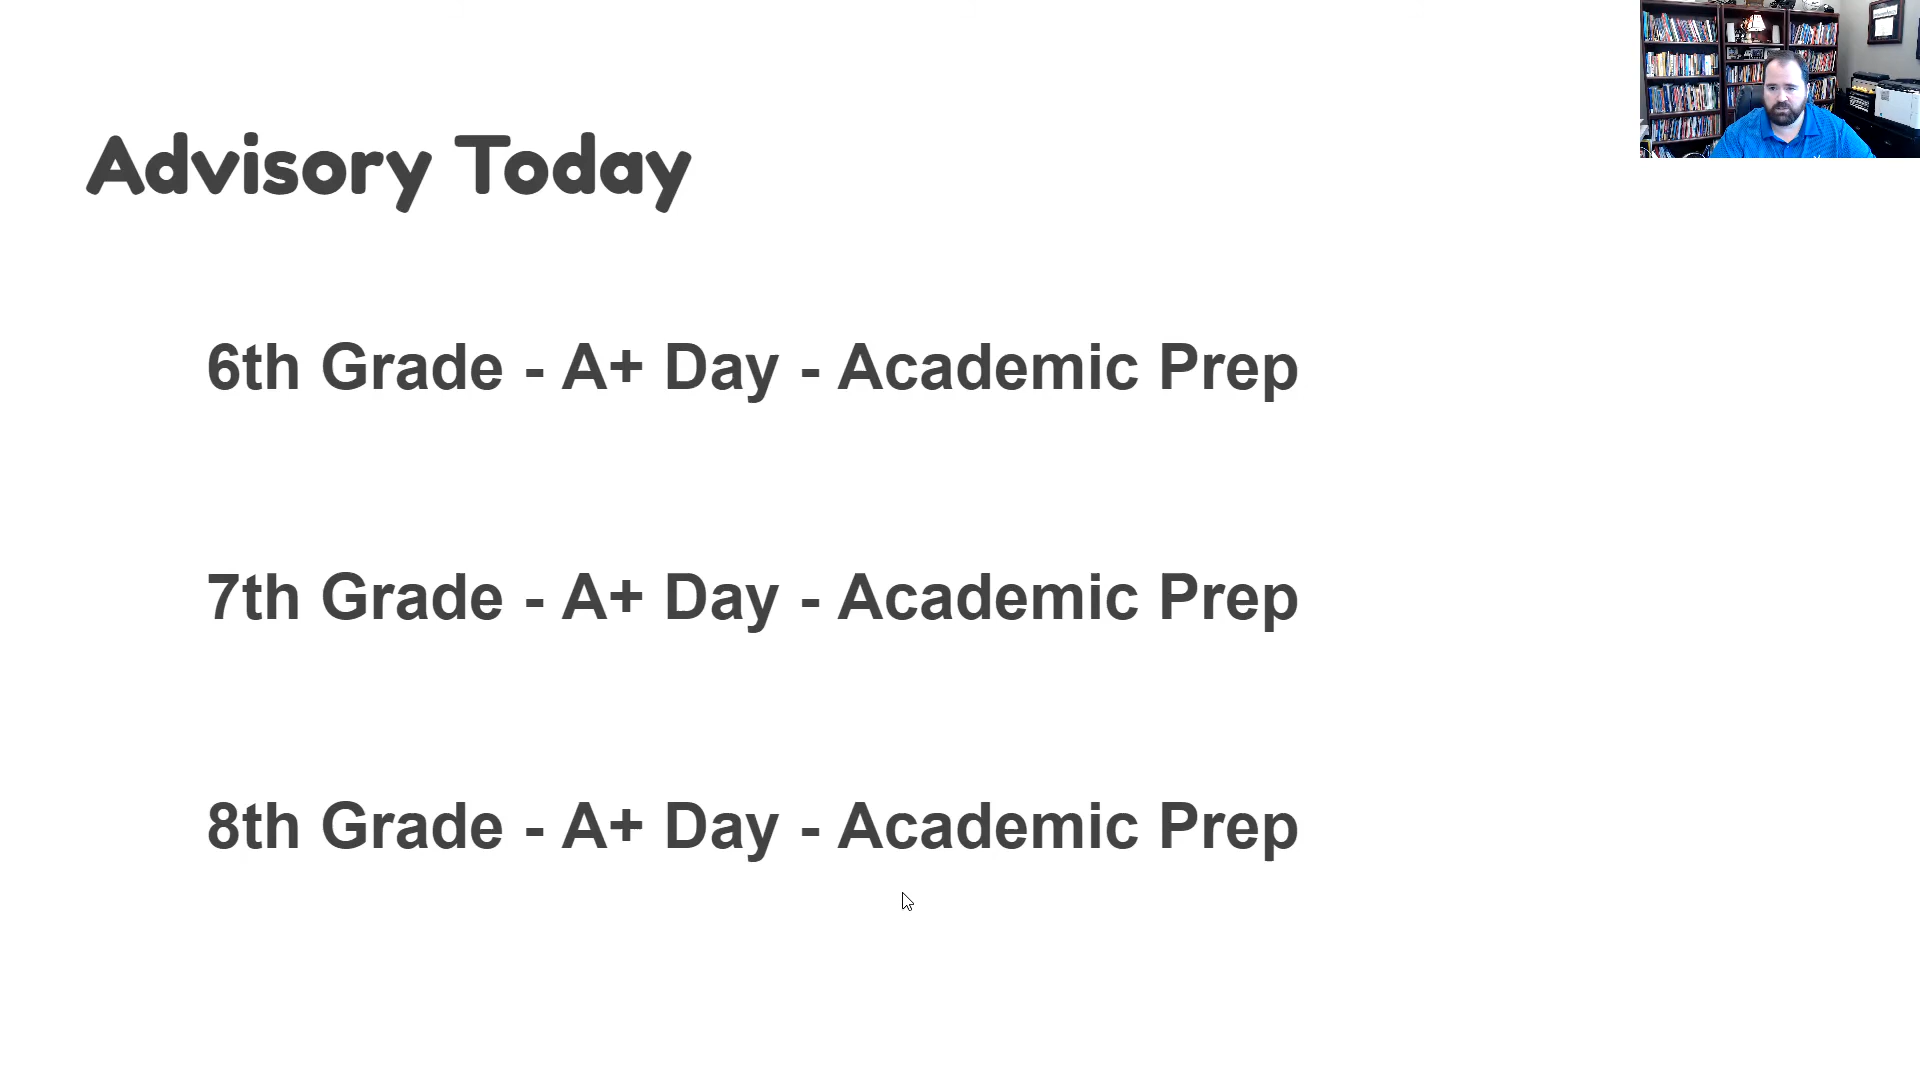 Advisory Today
6th Grade - A+ Day - Academic Prep
7th Grade - A+ Day - Academic Prep
8th Grade - A+ Day - Academic Prep